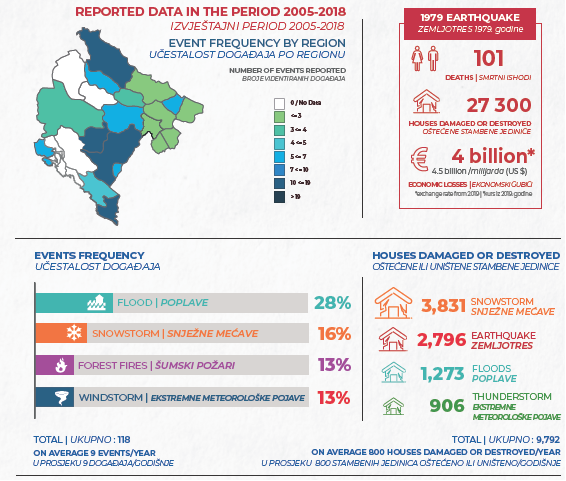 REPORTED DATA IN THE PERIOD 2005-2018
IZVJEŠTAJNI PERIOD 2005-2018
EVENT FREQUENCY BY REGION
UČESTALOST DOGAĐAJA PO REGIONU
NUMBER OF EVENTS REPORTED
BROJ EVIDENTIRANIH DOGAĐAJA
0 / No Data
<= 3
3 <= 4
4 <= 5
5 <= 7
7 <= 10
10 <= 19
> 19
1979 EARTHQUAKE
ZEMLJOTRES 1979. godine
101
DEATHS | SMRTNI ISHODI
27 300
HOUSES DAMAGED OR DESTROYED
OŠTEĆENE STAMBENE JEDINICE
4 billion*
4.5 billion /milijarda (US $)
ECONOMIC LOSSES | EKONOMSKI GUBICI
*exchange rate from 2019 | *kurs iz 2019. godine
EVENTS FREQUENCY
UČESTALOST DOGAĐAJA
FLOOD | POPLAVE 28%
SNOWSTORM | SNJEŽNE MEĆAVE 16%
FOREST FIRES | ŠUMSKI POŽARI 13%
WINDSTORM | EKSTREMNE METEOROLOŠKE POJAVE 13%
TOTAL | UKUPNO : 118
ON AVERAGE 9 EVENTS/YEAR
U PROSJEKU 9 DOGAĐAJA/GODIŠNJE
HOUSES DAMAGED OR DESTROYED
OŠTEĆENE ILI UNIŠTENE STAMBENE JEDINICE
3,831 SNOWSTORM
SNJEŽNE MEĆAVE
2,796 EARTHQUAKE
ZEMLJOTRES
1,273 FLOODS
POPLAVE
906 THUNDERSTORM
EKSTREMNE
METEOROLOŠKE POJAVE
TOTAL | UKUPNO : 9,792
ON AVERAGE 800 HOUSES DAMAGED OR DESTROYED/YEAR
U PROSJEKU 800 STAMBENIH JEDINICA OŠTEĆENO ILI UNIŠTENO/GODIŠNJE